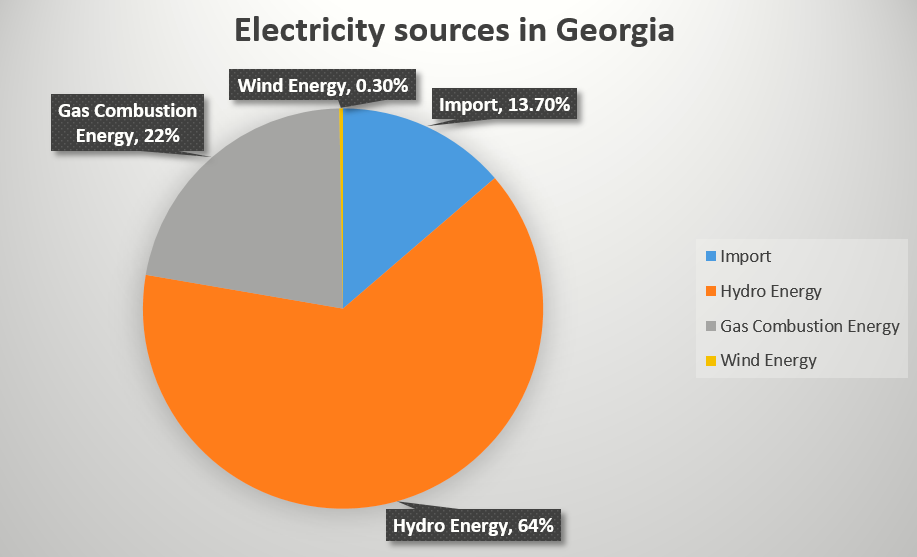 Electricity sources in Georgia
Wind Energy, 0.30%
Import, 13.70%
Gas Combustion
Energy, 22%
Hydro Energy, 64%
Import
Hydro Energy
Gas Combustion Energy
Wind Energy